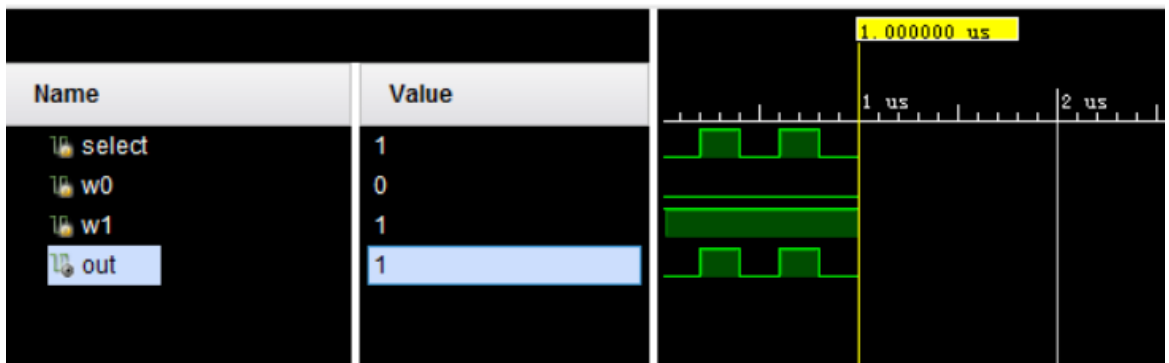 1.000000 us
Name Value
1 us 2 us
select 1
w0 0
w1 1
out 1